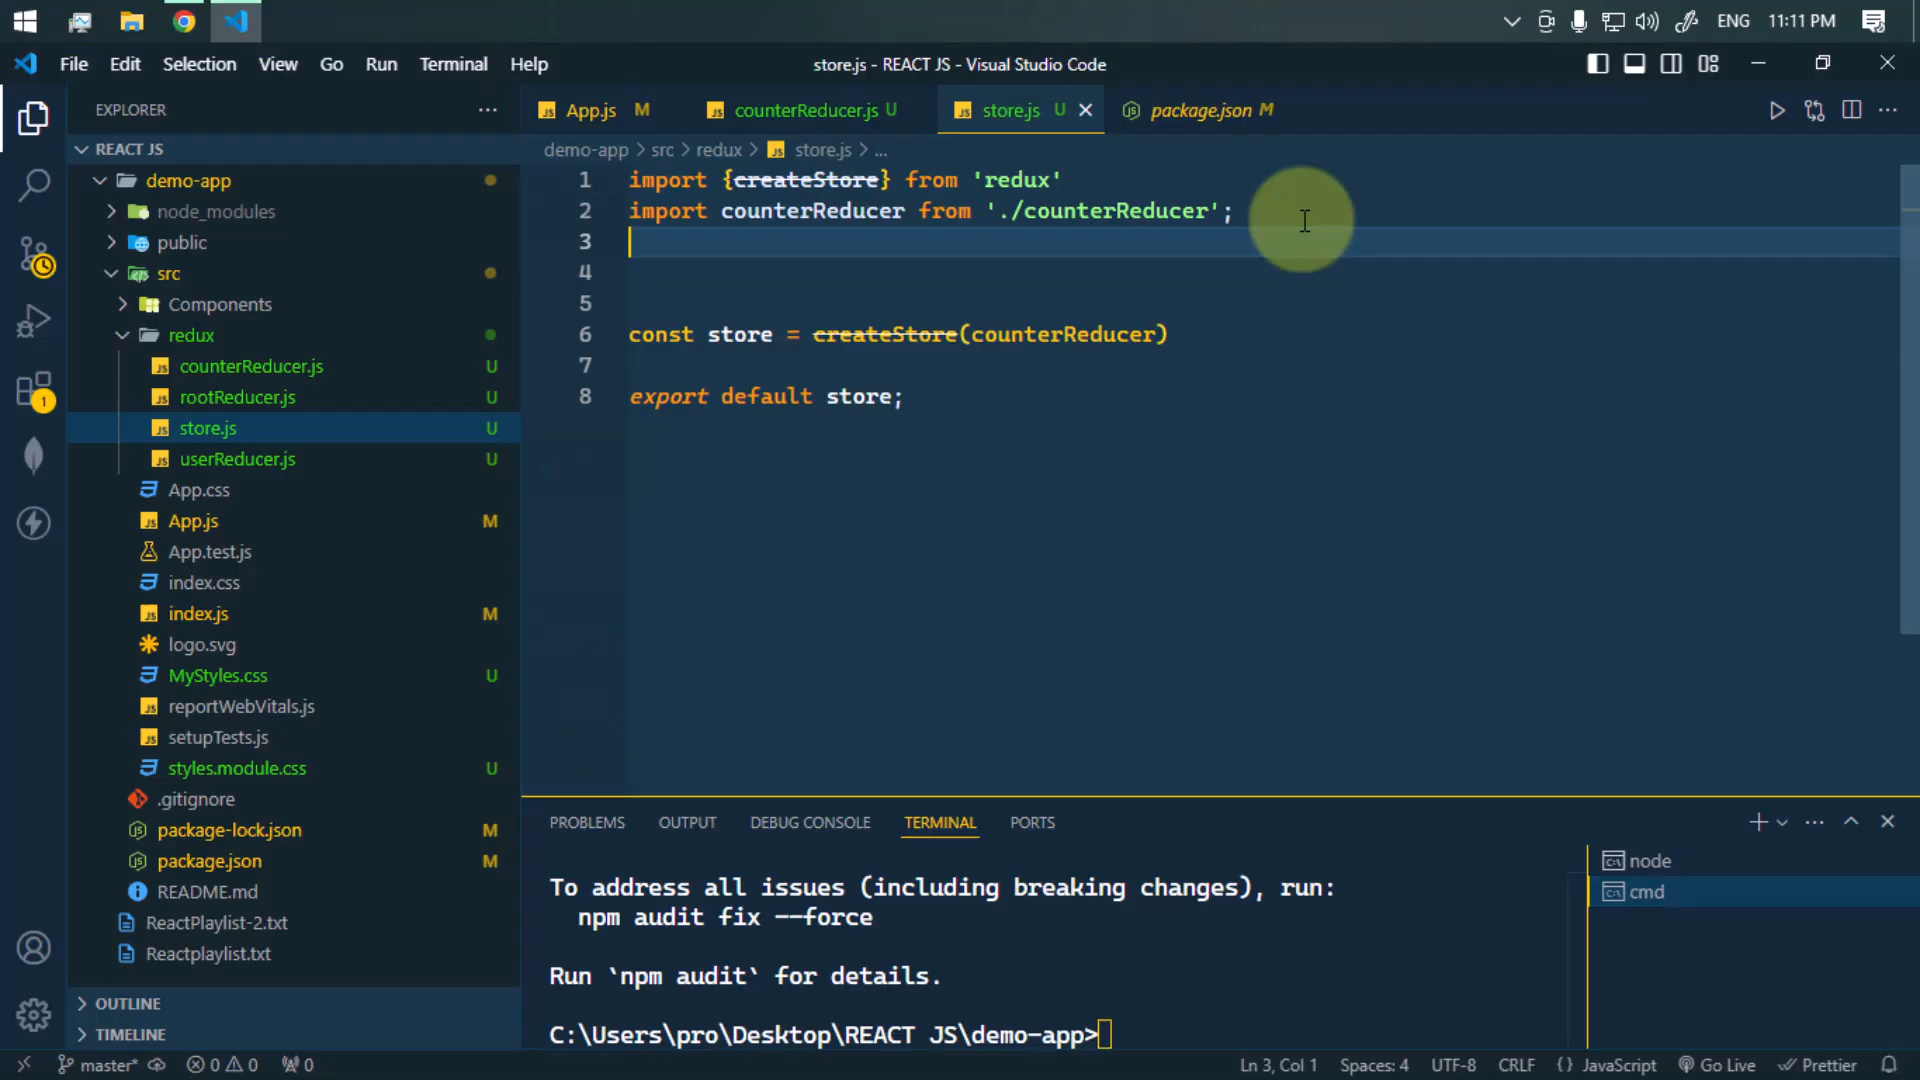 ENG
11:11 PM
File Edit Selection View Go Run Terminal Help
store.js - REACT JS - Visual Studio Code
EXPLORER
App.js M
counterReducer.js U
store.js U
package.json M
REACT JS
demo-app > src > redux > store.js > ...
demo-app
node_modules
public
src
Components
redux
counterReducer.js U
rootReducer.js U
store.js U
userReducer.js U
App.css
App.js M
App.test.js
index.css
index.js M
logo.svg
MyStyles.css U
reportWebVitals.js
setupTests.js
styles.module.css U
.gitignore
package-lock.json M
package.json M
README.md
ReactPlaylist-2.txt
Reactplaylist.txt
OUTLINE
TIMELINE
1 import {createStore} from 'redux'
2 import counterReducer from './counterReducer';
3
4
5
6 const store = createStore(counterReducer)
7
8 export default store;
1
PROBLEMS OUTPUT DEBUG CONSOLE TERMINAL PORTS
To address all issues (including breaking changes), run:
npm audit fix --force
Run `npm audit` for details.
C:\Users\pro\Desktop\REACT JS\demo-app>
node
cmd
master* 0 0 0
Ln 3, Col 1 Spaces: 4 UTF-8 CRLF {} JavaScript Go Live Prettier